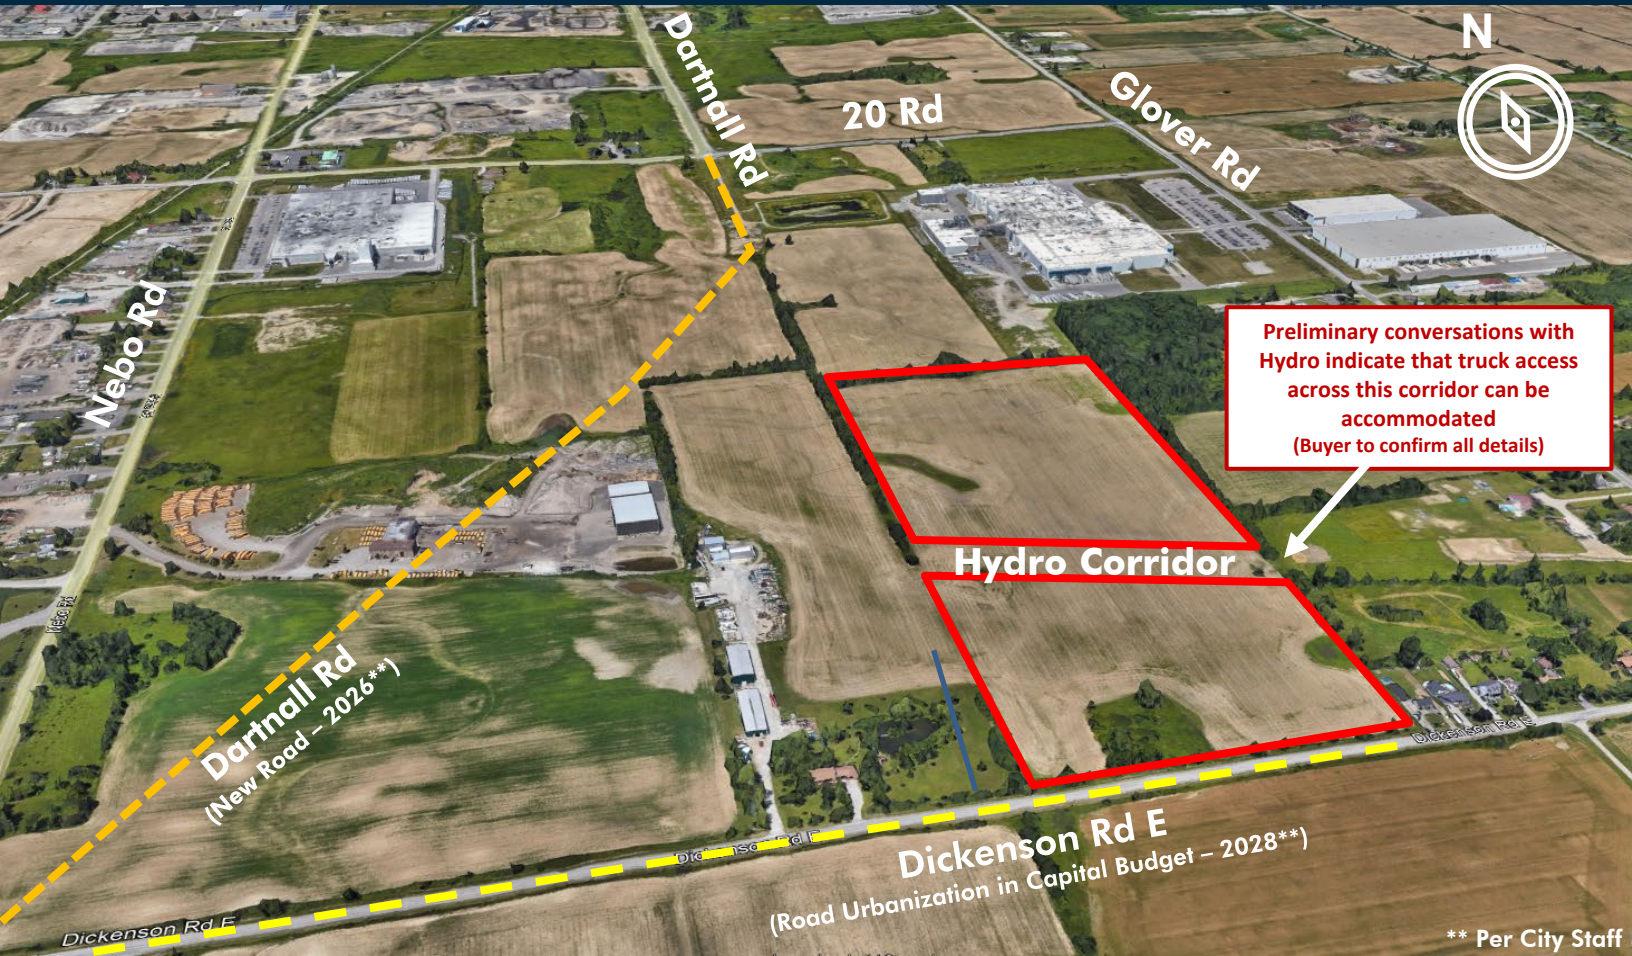 N
Dartnall Rd
20 Rd
Glover Rd
Nebo Rd
Preliminary conversations with
Hydro indicate that truck access
across this corridor can be
accommodated
(Buyer to confirm all details)
Hydro Corridor
Nebo Rd
Dartnall Rd
(New Road – 2026**)
Dickenson Rd E
Dickenson Rd E
Dickenson Rd E
(Road Urbanization in Capital Budget – 2028**)
Dickenson Rd E
** Per City Staff